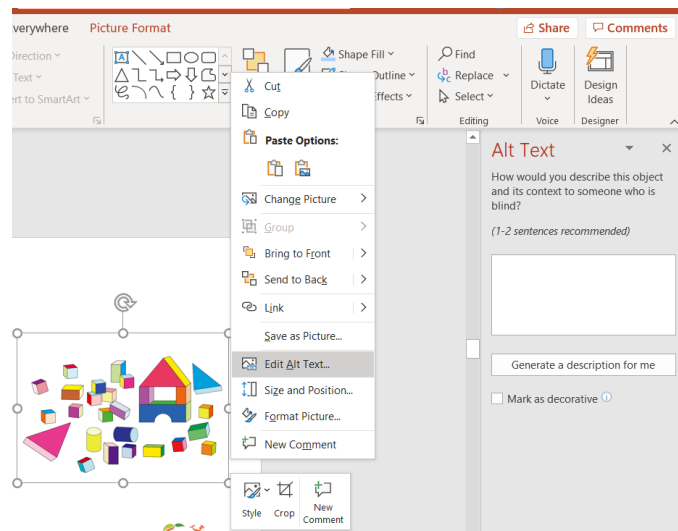 verywhere Picture Format
Share Comments
Direction
Text
ert to SmartArt
Shape Fill
Outline
Effects
Find
Replace
Select
Editing
Dictate
Voice
Design
Ideas
Designer
Cut
Copy
Paste Options:
Change Picture
Group
Bring to Front
Send to Back
Link
Save as Picture...
Edit Alt Text...
Size and Position...
Format Picture...
New Comment
Style
Crop
New
Comment
Alt Text
How would you describe this object
and its context to someone who is
blind?
(1-2 sentences recommended)
Generate a description for me
Mark as decorative